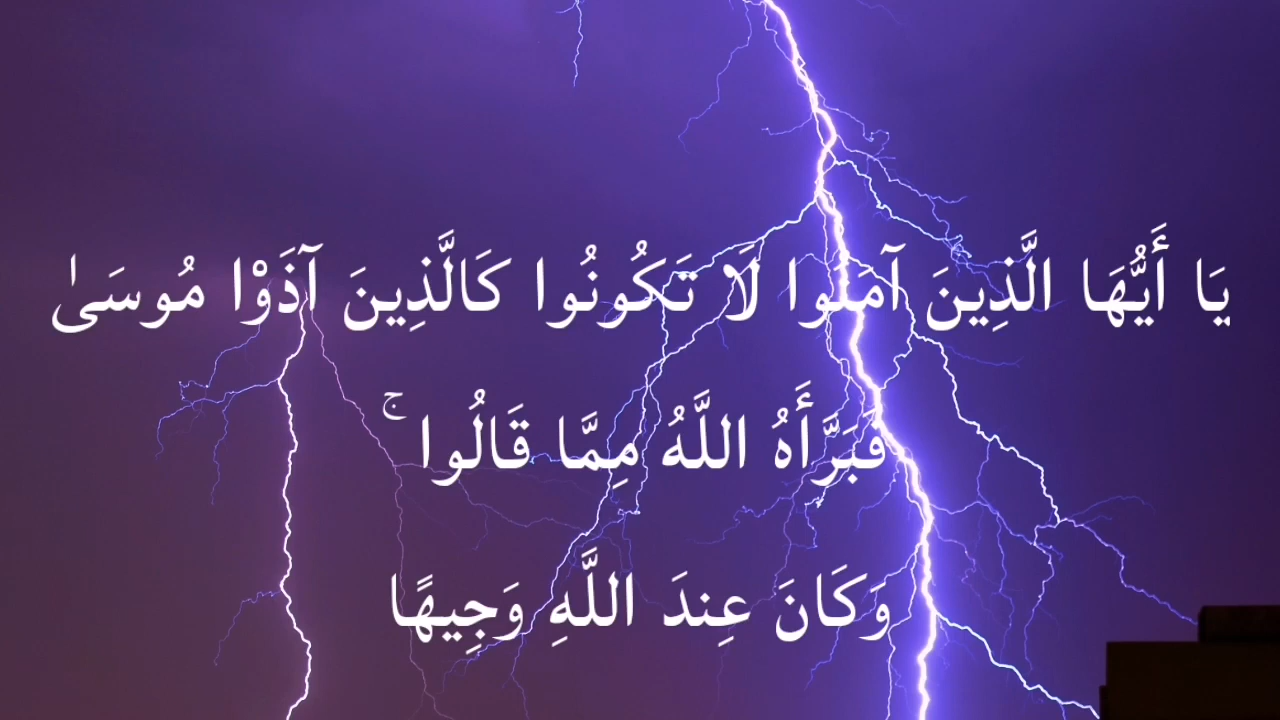 يَا أَيُّهَا الَّذِينَ آمَنُوا لَا تَكُونُوا كَالَّذِينَ آذَوْا مُوسَىٰ
فَبَرَّأَهُ اللَّهُ مِمَّا قَالُوا ۚ
وَكَانَ عِندَ اللَّهِ وَجِيهًا